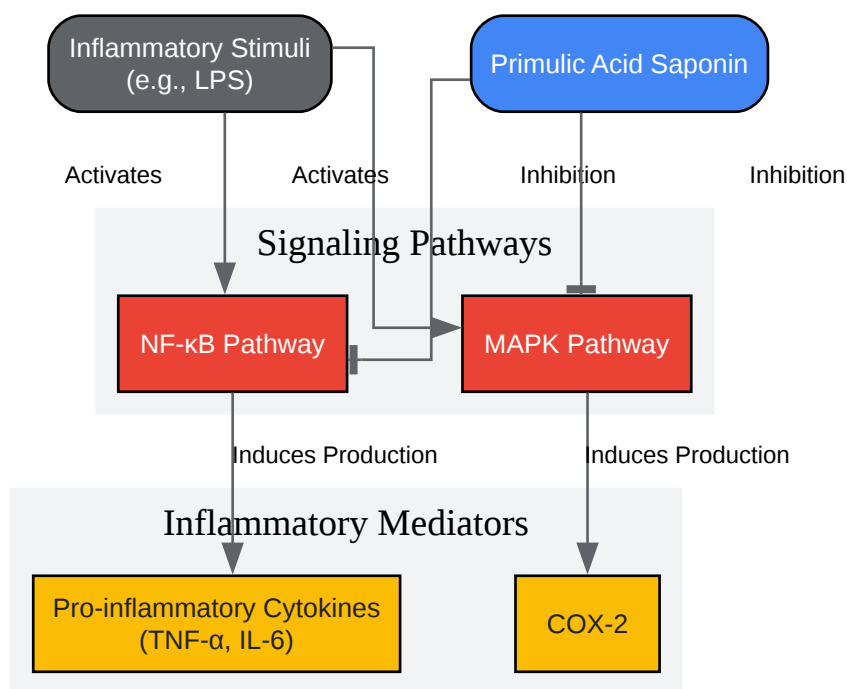 Inflammatory Stimuli
(e.g., LPS)
Primulic Acid Saponin
Activates
Activates
Inhibition
Inhibition
Signaling Pathways
NF-κB Pathway
MAPK Pathway
Induces Production
Induces Production
Inflammatory Mediators
Pro-inflammatory Cytokines
(TNF-α, IL-6)
COX-2